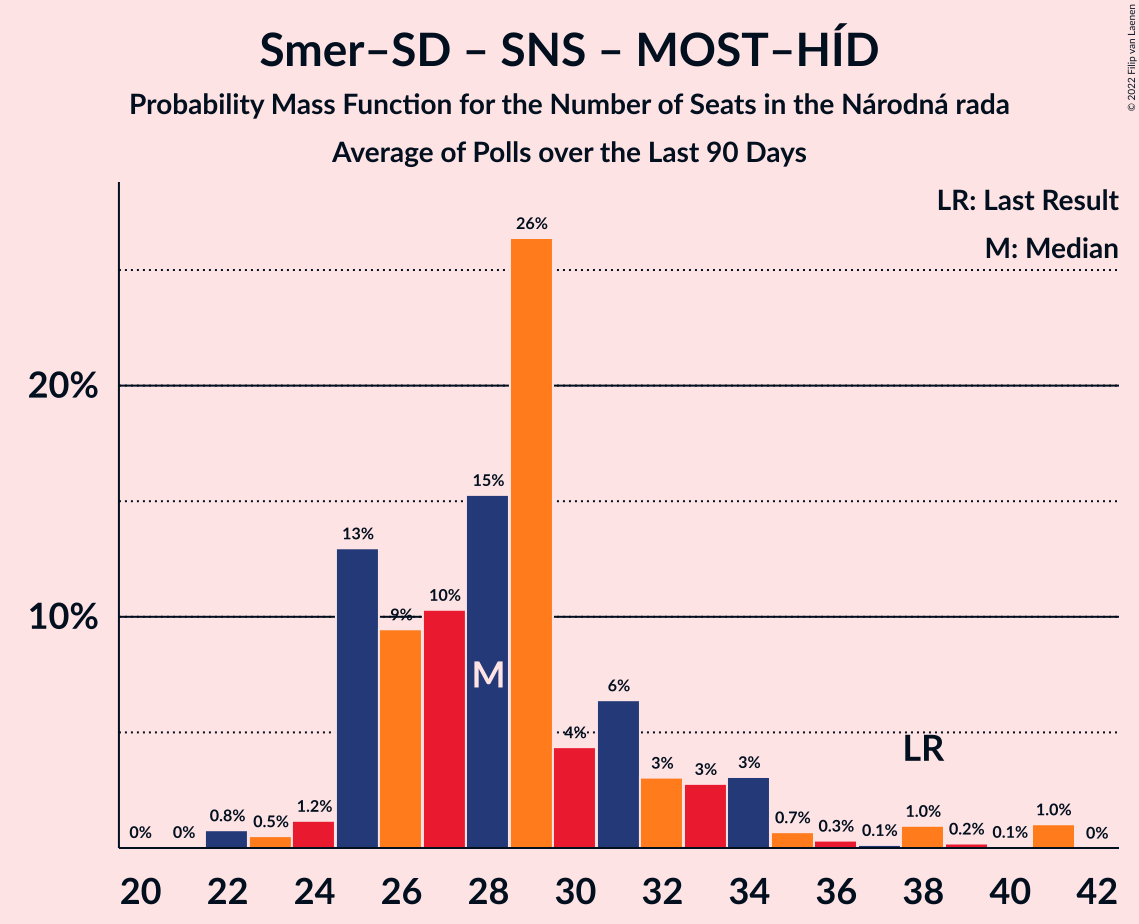 Smer–SD – SNS – MOST–HÍD
Probability Mass Function for the Number of Seats in the Národná rada
Average of Polls over the Last 90 Days
© 2022 Filip van Laenen
LR: Last Result
M: Median
20%
10%
0%
0%
0.8%
0.5%
1.2%
13%
9%
10%
15%
26%
4%
6%
3%
3%
3%
0.7%
0.3%
0.1%
1.0%
0.2%
0.1%
1.0%
0%
M
LR
20 22 24 26 28 30 32 34 36 38 40 42